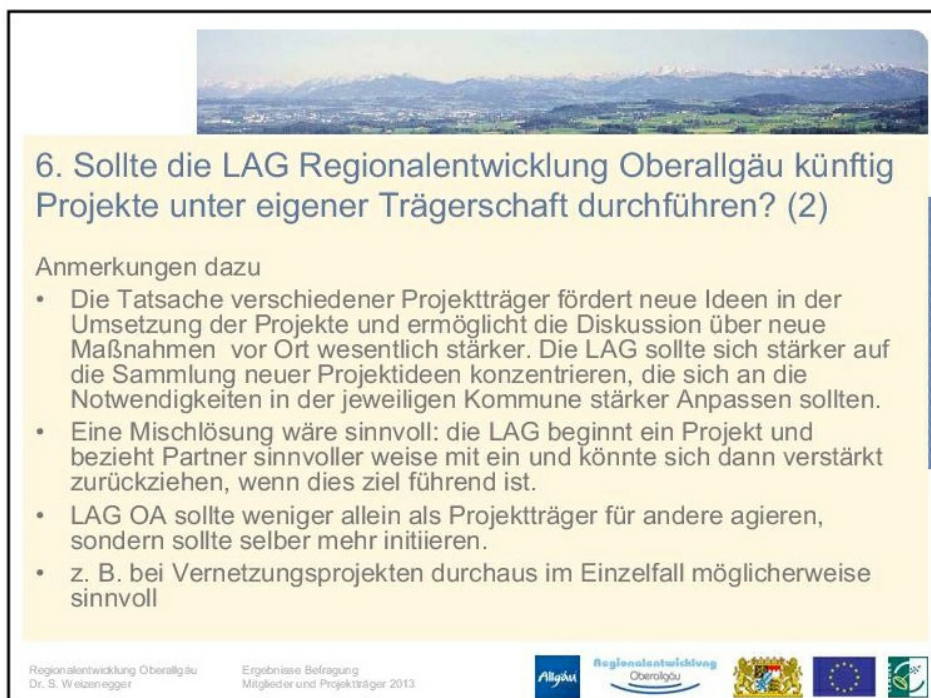 6. Sollte die LAG Regionalentwicklung Oberallgäu künftig
Projekte unter eigener Trägerschaft durchführen? (2)
Anmerkungen dazu
• Die Tatsache verschiedener Projektträger fördert neue Ideen in der
Umsetzung der Projekte und ermöglicht die Diskussion über neue
Maßnahmen vor Ort wesentlich stärker. Die LAG sollte sich stärker auf
die Sammlung neuer Projektideen konzentrieren, die sich an die
Notwendigkeiten in der jeweiligen Kommune stärker Anpassen sollten.
• Eine Mischlösung wäre sinnvoll: die LAG beginnt ein Projekt und
bezieht Partner sinnvoller weise mit ein und könnte sich dann verstärkt
zurückziehen, wenn dies ziel führend ist.
• LAG OA sollte weniger allein als Projektträger für andere agieren,
sondern sollte selber mehr initiieren.
• z. B. bei Vernetzungsprojekten durchaus im Einzelfall möglicherweise
sinnvoll
Regionalentwicklung Oberallgäu
Dr. S. Weizenegger
Ergebnisse Befragung
Mitglieder und Projektträger 2013
Allgäu
Regionalentwicklung
Oberallgäu